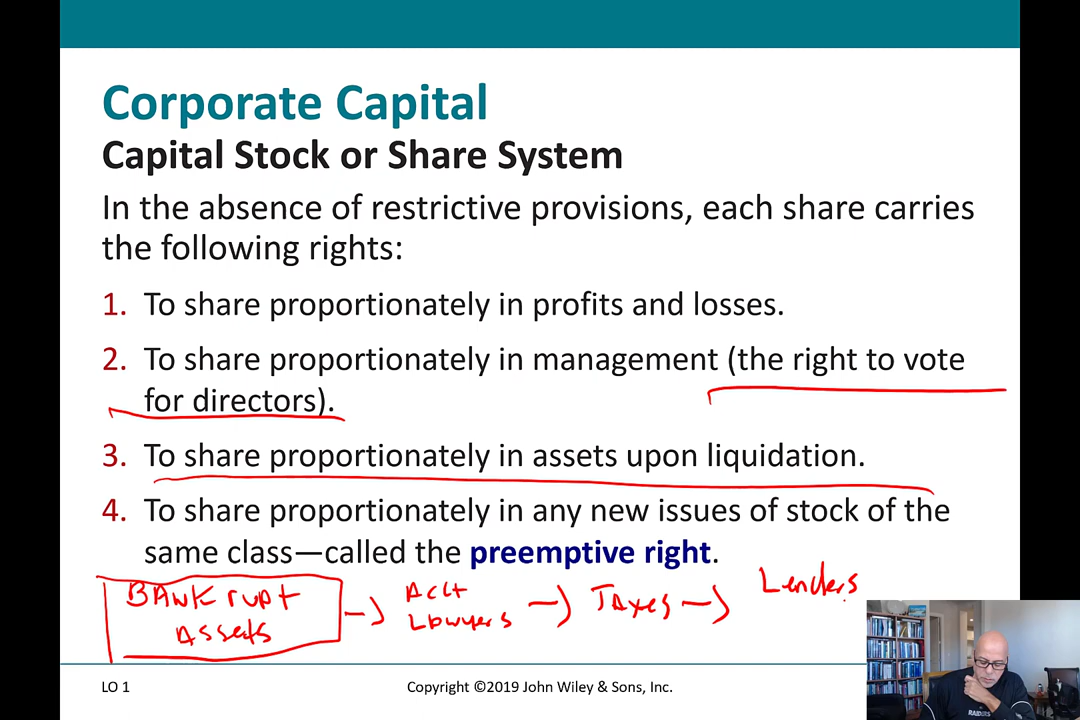 Corporate Capital
Capital Stock or Share System
In the absence of restrictive provisions, each share carries
the following rights:
1. To share proportionately in profits and losses.
2. To share proportionately in management (the right to vote
for directors).
3. To share proportionately in assets upon liquidation.
4. To share proportionately in any new issues of stock of the
same class—called the preemptive right.
BANKrupt
Assets
Acct
Lawyers
TAxes
Lenders
LO 1
Copyright ©2019 John Wiley & Sons, Inc.
RAIDERS